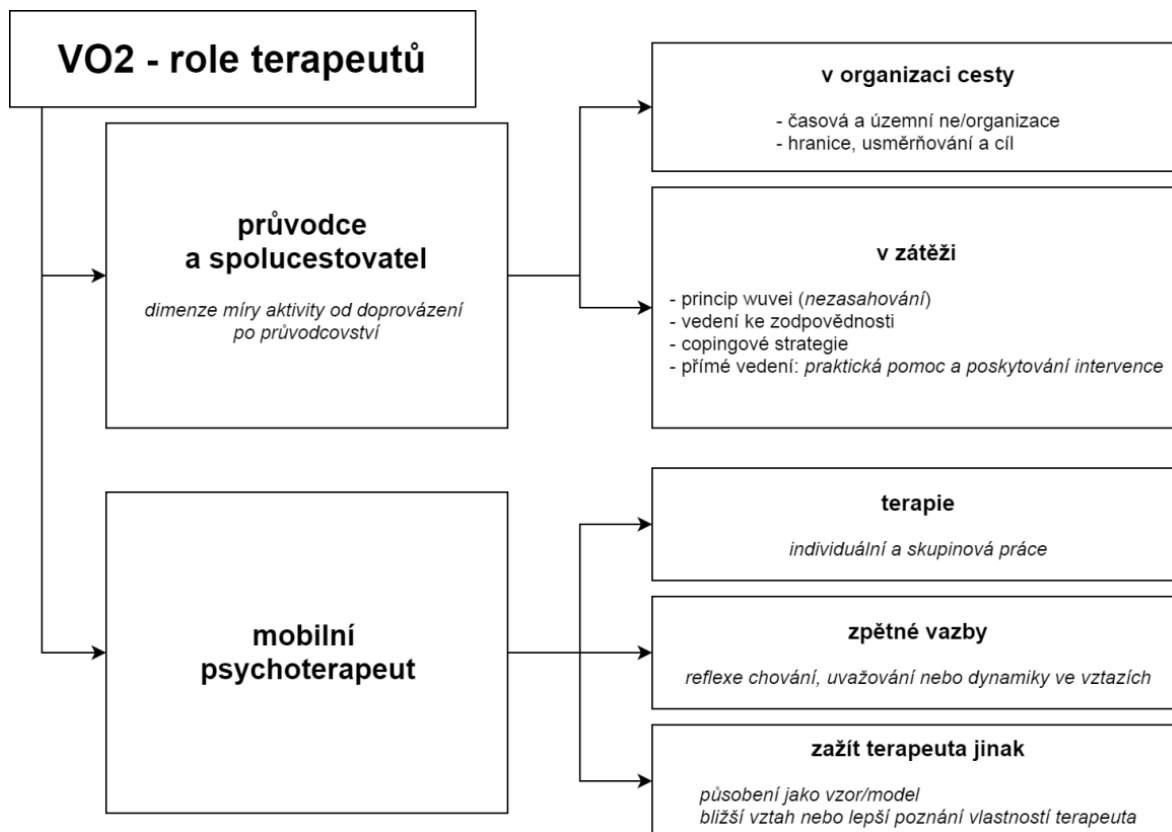 VO2 - role terapeutů
průvodce
a spolucestovatel
dimenze míry aktivity od doprovázení
po průvodcovství
v organizaci cesty
- časová a územní ne/organizace
- hranice, usměrňování a cíl
v zátěži
- princip wuvei (nezasahování)
- vedení ke zodpovědnosti
- copingové strategie
- přímé vedení: praktická pomoc a poskytování intervence
mobilní
psychoterapeut
terapie
individuální a skupinová práce
zpětné vazby
reflexe chování, uvažování nebo dynamiky ve vztazích
zažít terapeuta jinak
působení jako vzor/model
bližší vztah nebo lepší poznání vlastností terapeuta